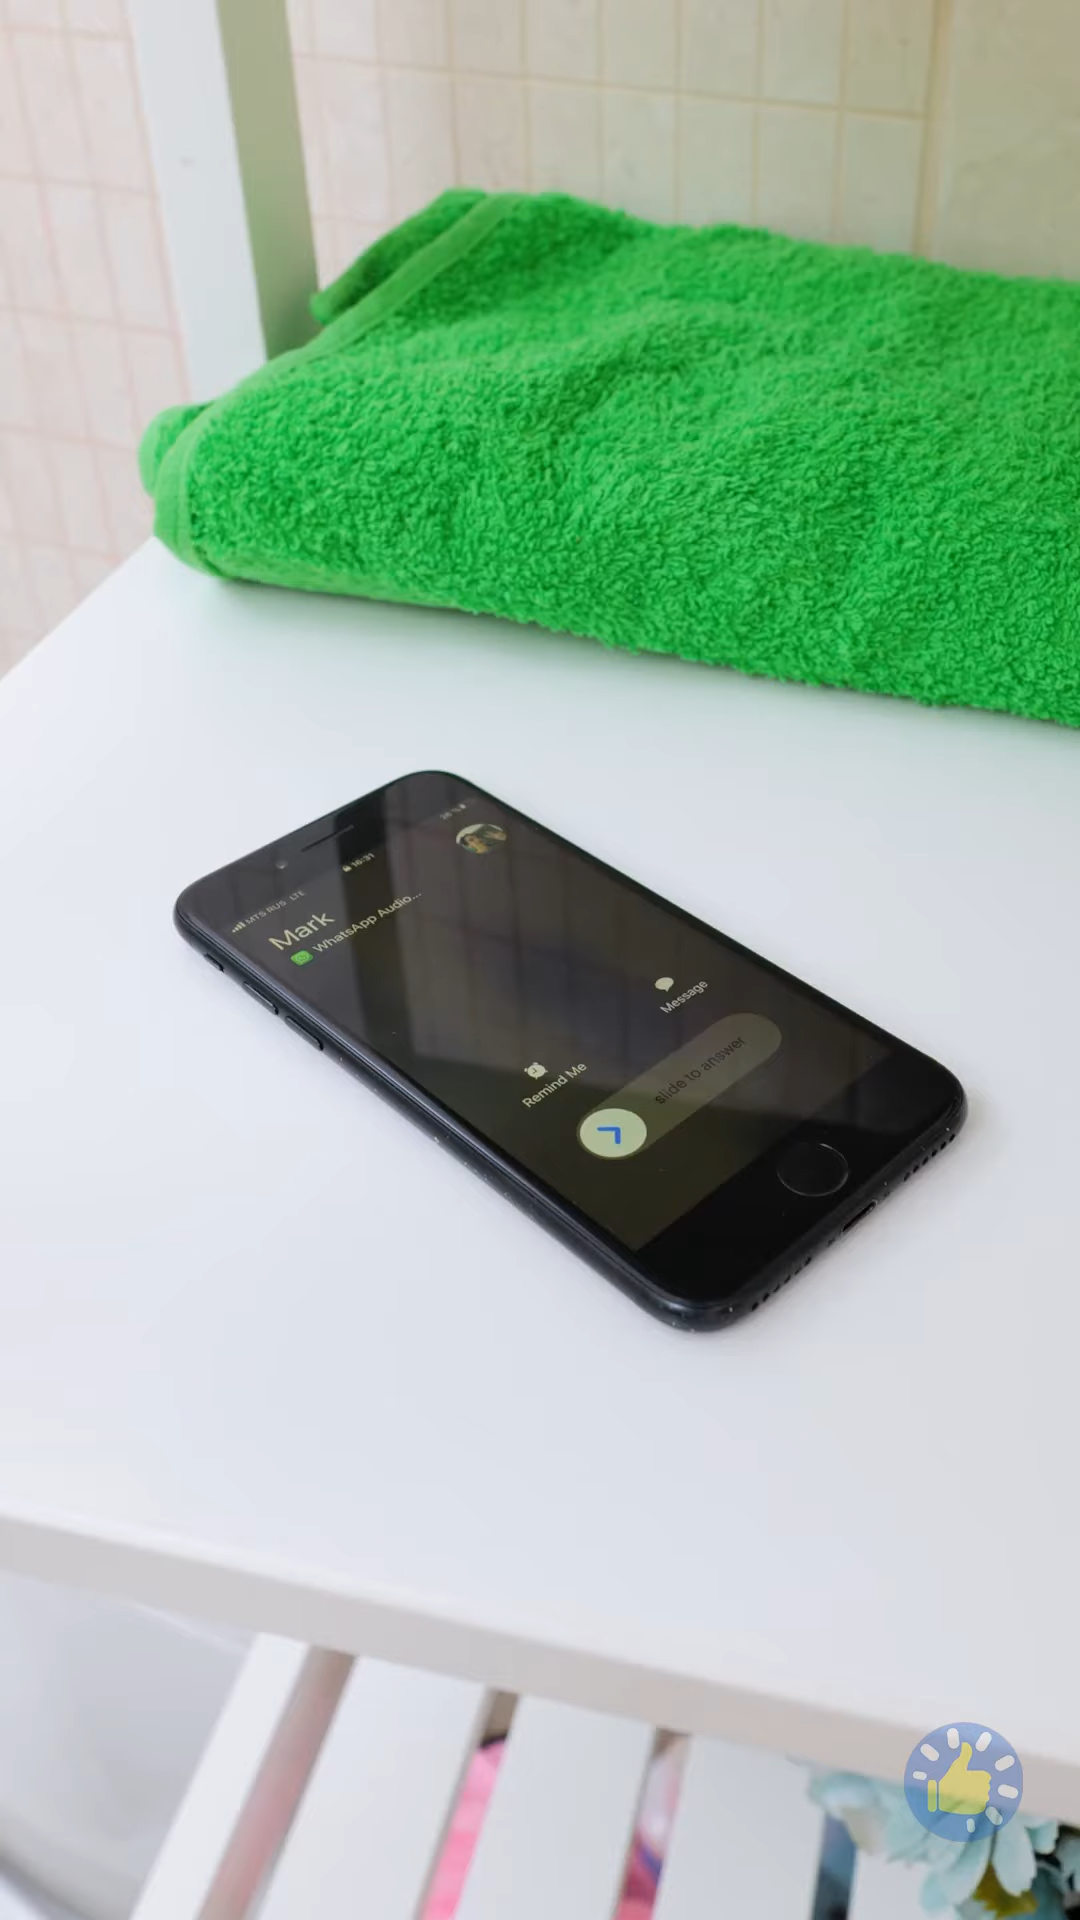 MTS RUS LTE
16:31
Mark
WhatsApp Audio...
Message
Remind Me
slide to answer